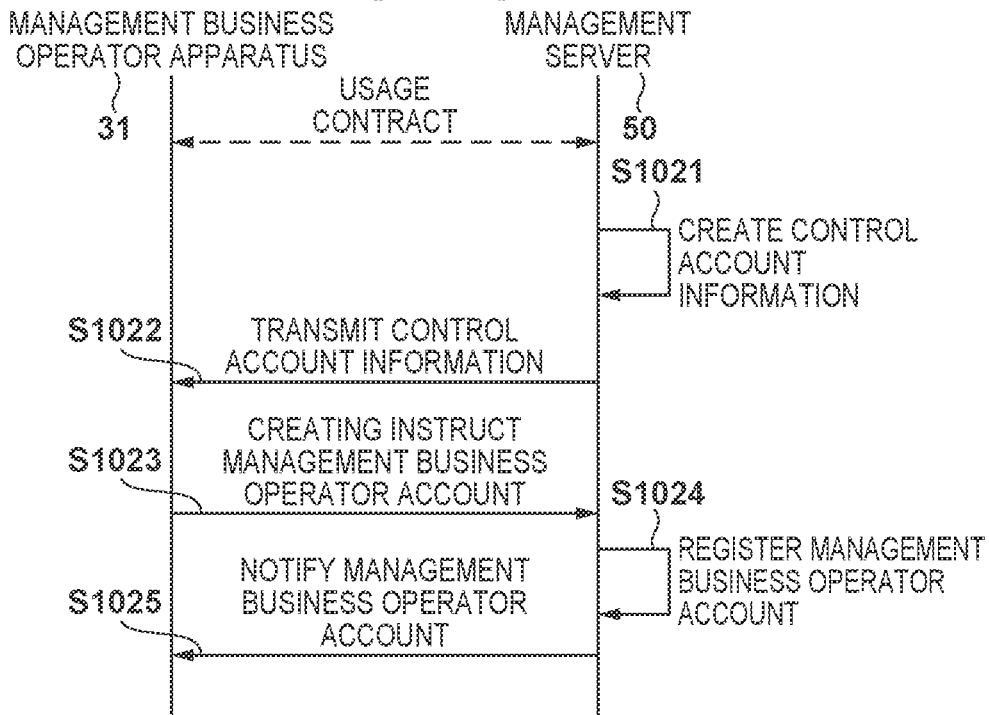 MANAGEMENT BUSINESS
OPERATOR APPARATUS
31
MANAGEMENT
SERVER
50
USAGE
CONTRACT
S1021
CREATE CONTROL
ACCOUNT
INFORMATION
S1022
TRANSMIT CONTROL
ACCOUNT INFORMATION
S1023
CREATING INSTRUCT
MANAGEMENT BUSINESS
OPERATOR ACCOUNT
S1024
REGISTER MANAGEMENT
BUSINESS OPERATOR
ACCOUNT
S1025
NOTIFY MANAGEMENT
BUSINESS OPERATOR
ACCOUNT